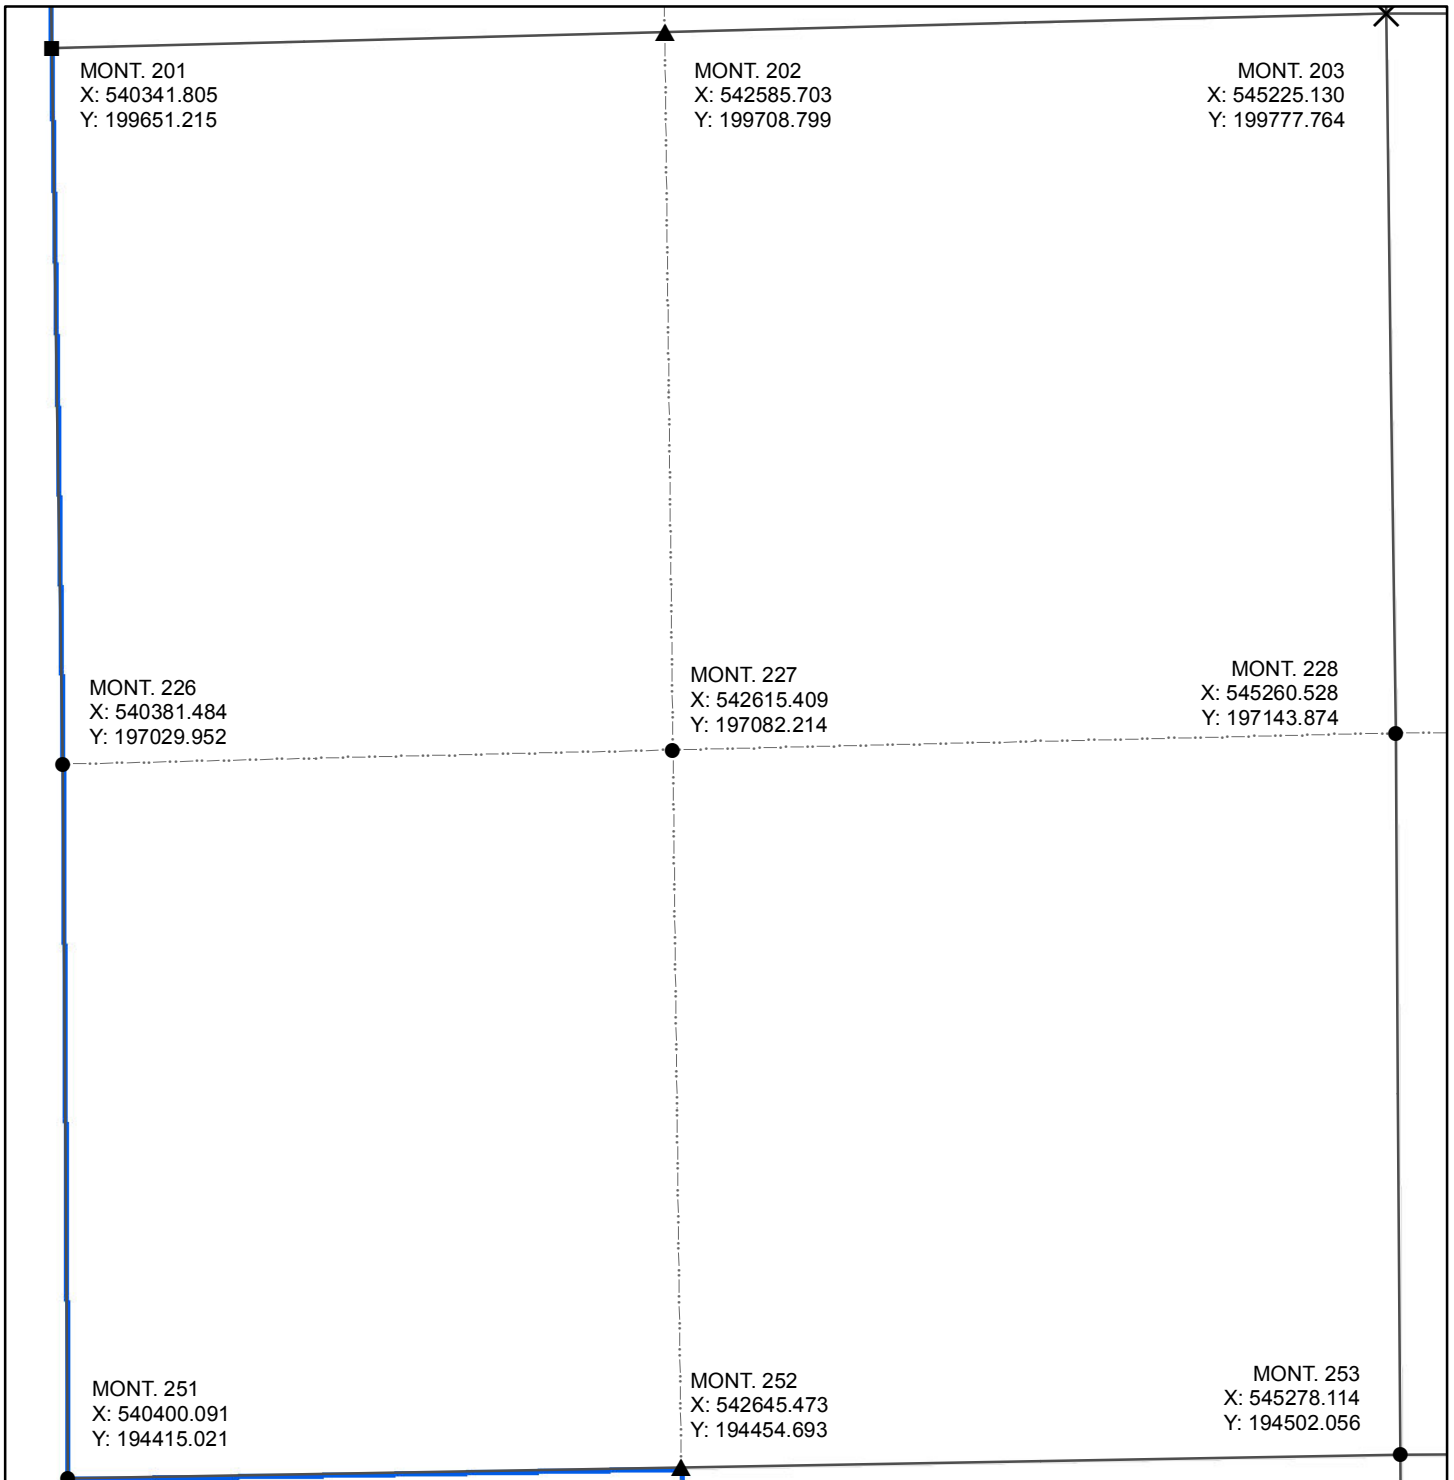 MONT. 201
X: 540341.805
Y: 199651.215
MONT. 202
X: 542585.703
Y: 199708.799
MONT. 203
X: 545225.130
Y: 199777.764
MONT. 226
X: 540381.484
Y: 197029.952
MONT. 227
X: 542615.409
Y: 197082.214
MONT. 228
X: 545260.528
Y: 197143.874
MONT. 251
X: 540400.091
Y: 194415.021
MONT. 252
X: 542645.473
Y: 194454.693
MONT. 253
X: 545278.114
Y: 194502.056